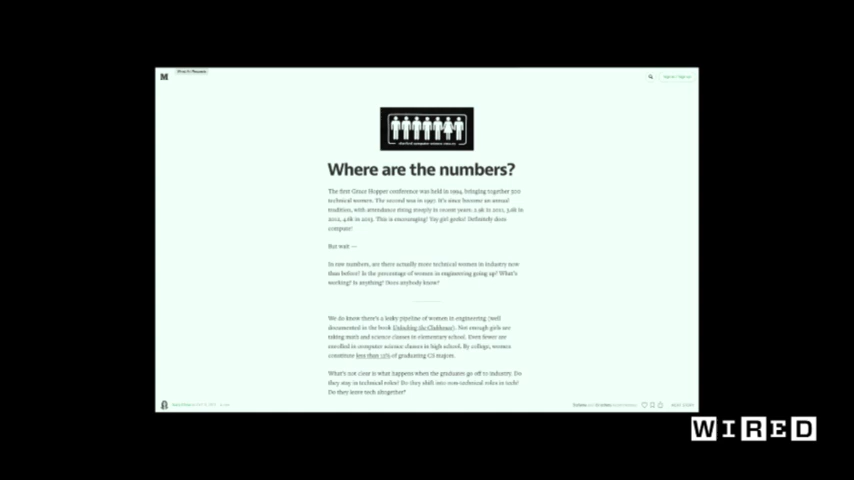 M
Where are the numbers?
The first Grace Hopper conference was held in 1994, bringing together 500
technical women. The second was in 1997. It's since become an annual
tradition, with attendance rising steeply in recent years: 2.9k in 2011, 3.6k in
2012, 4.6k in 2013. This is encouraging! Yay girl geeks! Definitely does
compute!
But wait —
In raw numbers, are there actually more technical women in industry now
than before? Is the percentage of women in engineering going up? What's
working? Is anything? Does anybody know?
We do know there's a leaky pipeline of women in engineering (well
documented in the book Unlocking the Clubhouse). Not enough girls are
taking math and science classes in elementary school. Even fewer are
enrolled in computer science classes in high school. By college, women
constitute less than of graduating CS majors.
What's not clear is what happens when the graduates go off to industry. Do
they stay in technical roles? Do they shift into non-technical roles in tech?
Do they leave tech altogether?
WIRED